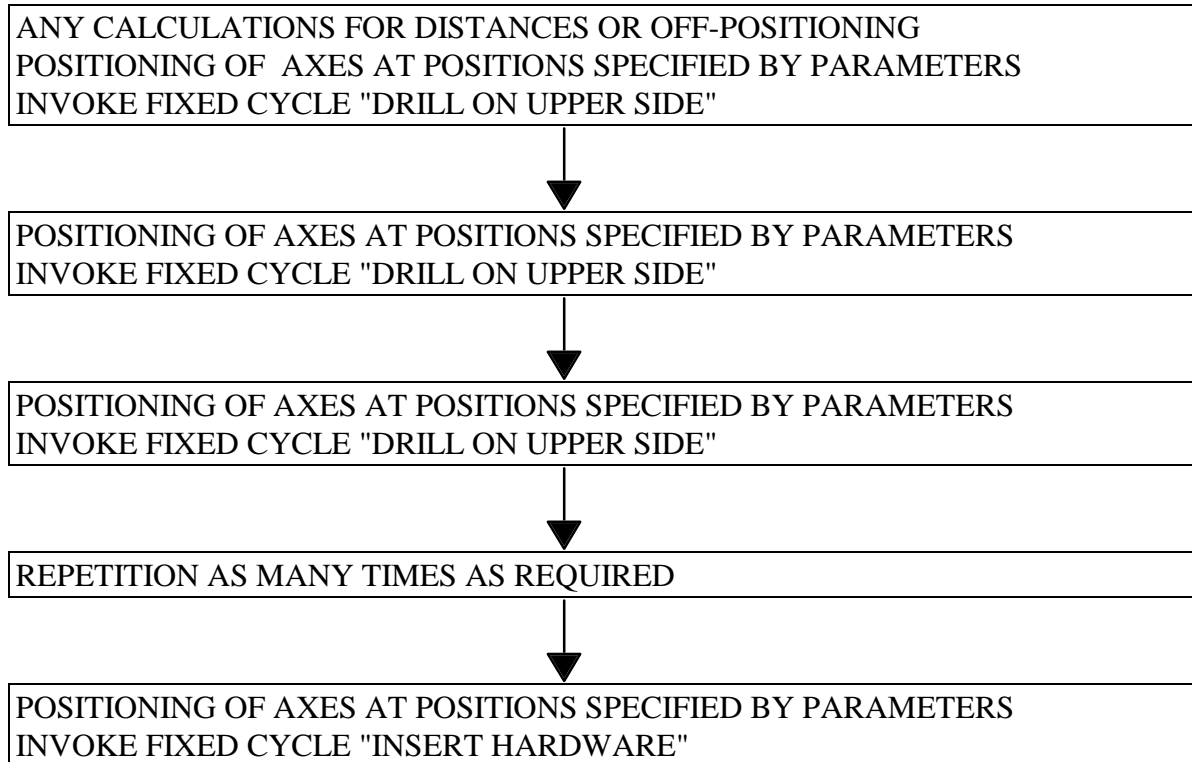 ANY CALCULATIONS FOR DISTANCES OR OFF-POSITIONING
POSITIONING OF AXES AT POSITIONS SPECIFIED BY PARAMETERS
INVOKE FIXED CYCLE "DRILL ON UPPER SIDE"
POSITIONING OF AXES AT POSITIONS SPECIFIED BY PARAMETERS
INVOKE FIXED CYCLE "DRILL ON UPPER SIDE"
POSITIONING OF AXES AT POSITIONS SPECIFIED BY PARAMETERS
INVOKE FIXED CYCLE "DRILL ON UPPER SIDE"
REPETITION AS MANY TIMES AS REQUIRED
POSITIONING OF AXES AT POSITIONS SPECIFIED BY PARAMETERS
INVOKE FIXED CYCLE "INSERT HARDWARE"